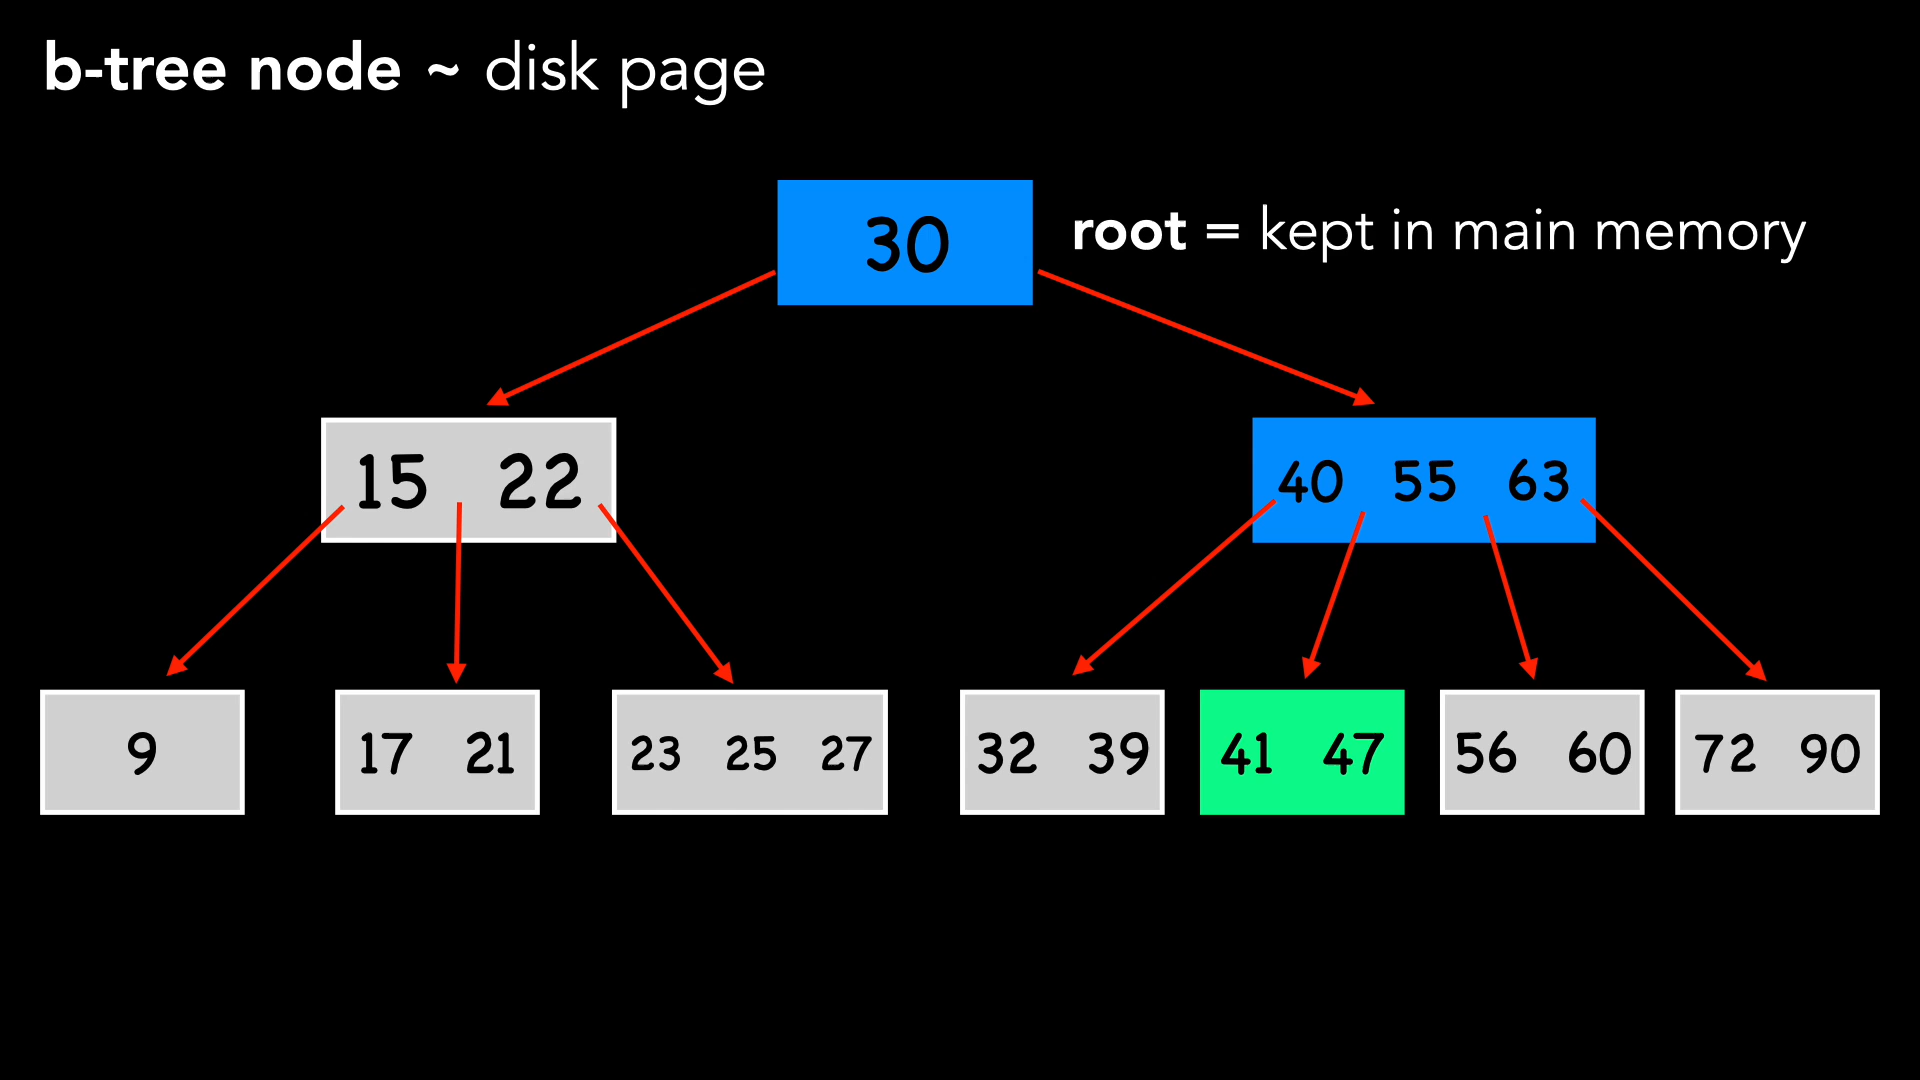 b-tree node ~ disk page
30
root = kept in main memory
15 22
40 55 63
9
17 21
23 25 27
32 39
41 47
56 60
72 90